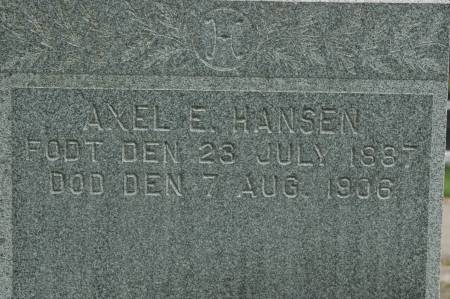 H
AXEL E. HANSEN
FODT DEN 23 JULY 1887
DOD DEN 7 AUG. 1906